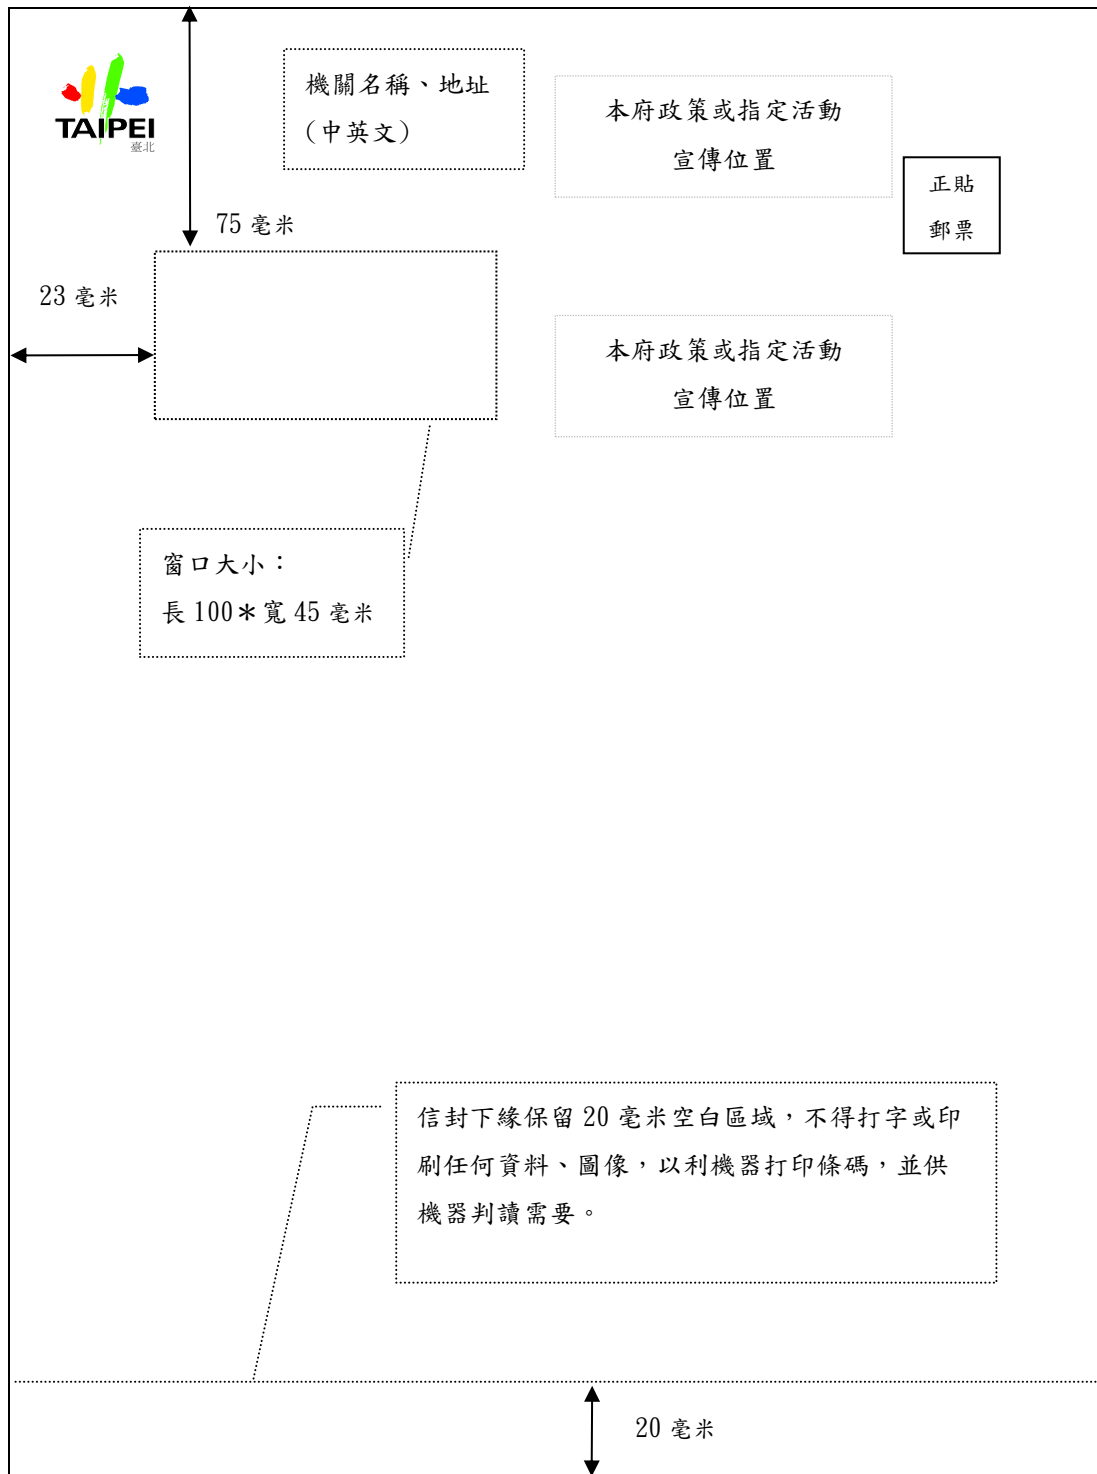 TAIPEI
臺北
機關名稱、地址
(中英文)
本府政策或指定活動
宣傳位置
正貼
郵票
75 毫米
23 毫米
本府政策或指定活動
宣傳位置
窗口大小：
長 100＊寬 45 毫米
信封下緣保留 20 毫米空白區域，不得打字或印
刷任何資料、圖像，以利機器打印條碼，並供
機器判讀需要。
20 毫米